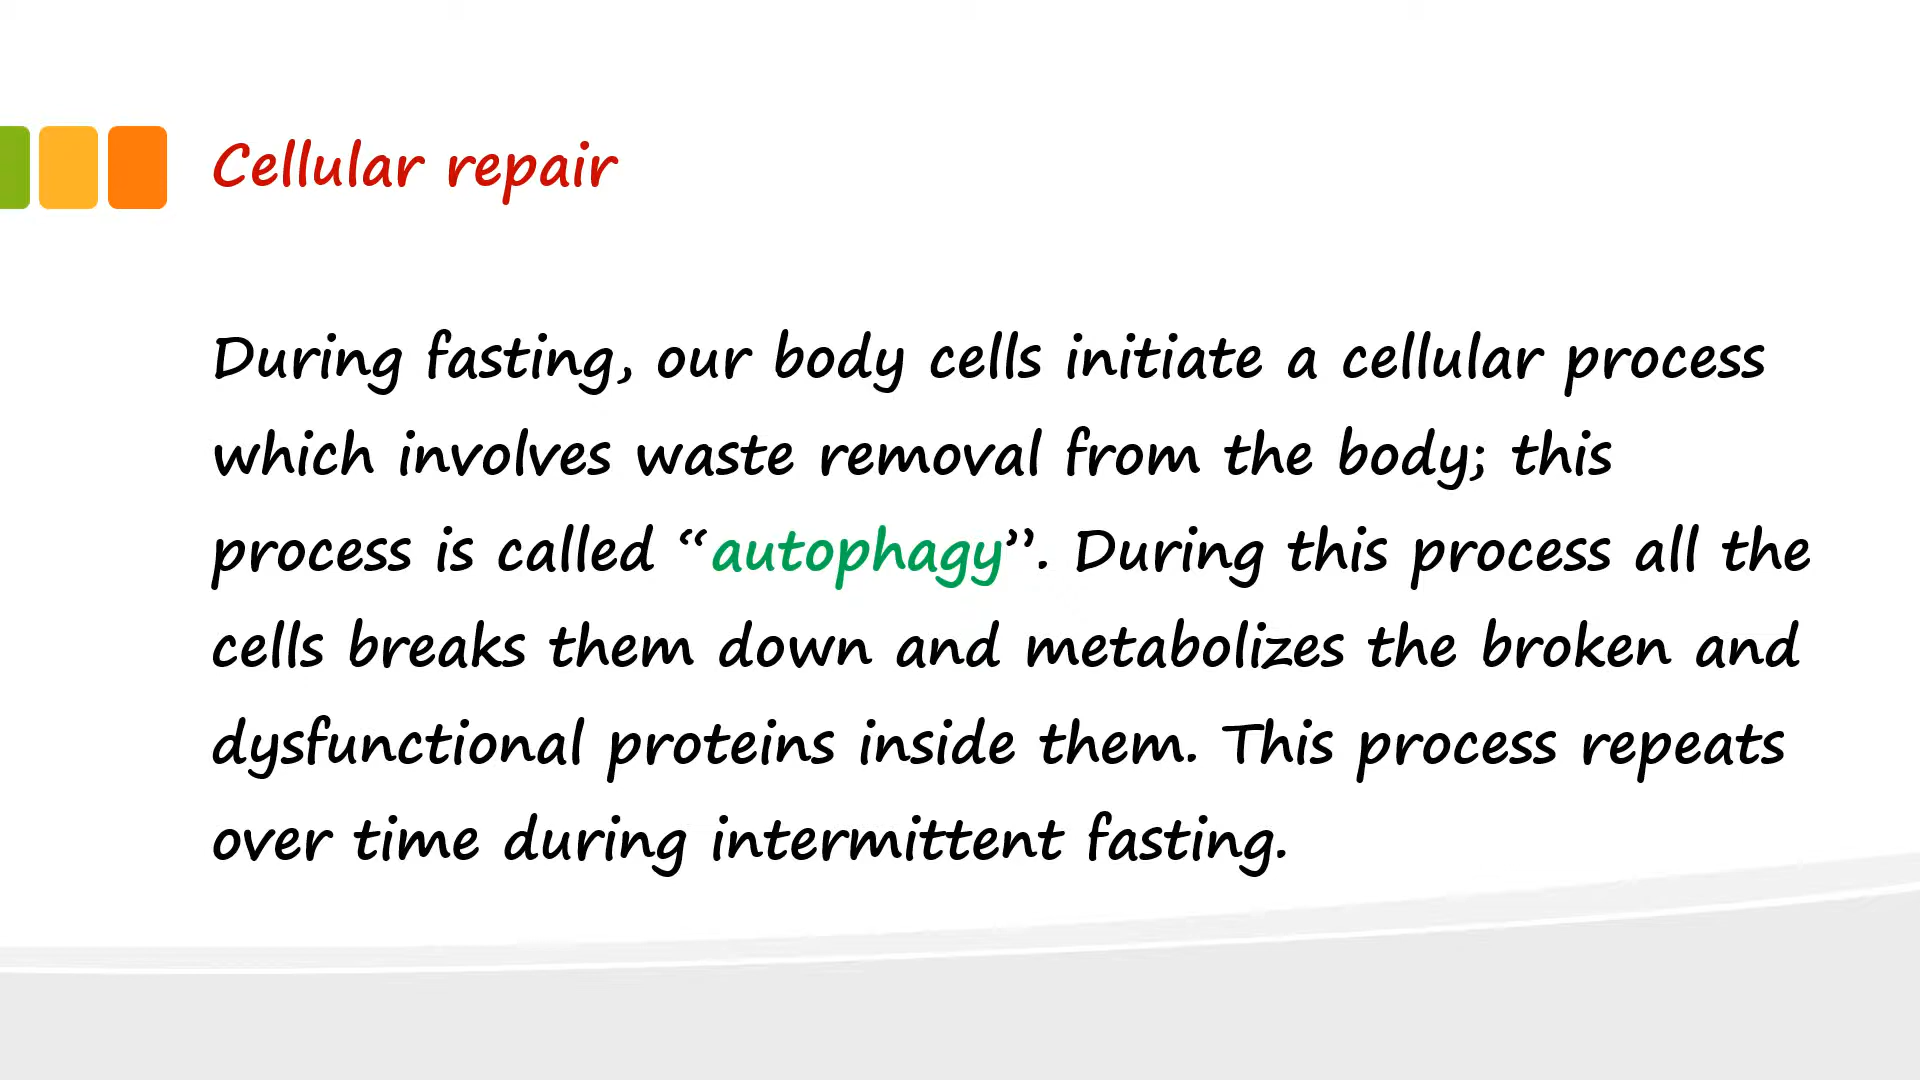 Cellular repair
During fasting, our body cells initiate a cellular process
which involves waste removal from the body; this
process is called “autophagy”. During this process all the
cells breaks them down and metabolizes the broken and
dysfunctional proteins inside them. This process repeats
over time during intermittent fasting.